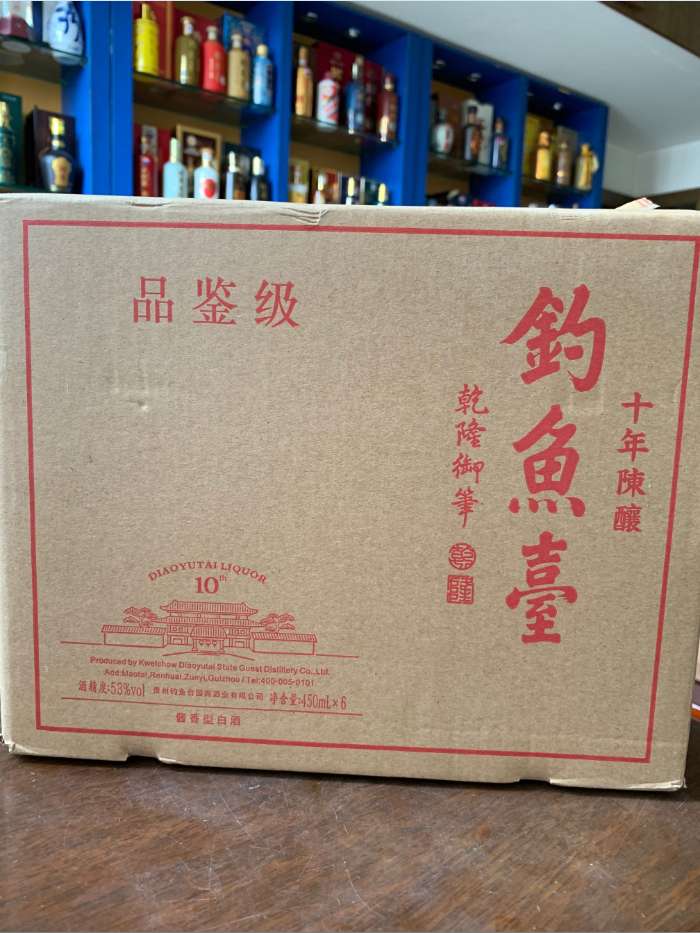 品鉴级
十年陳釀
釣魚臺
乾隆御筆
DIAOYUTAI LIQUOR
10th
Produced by Kweichow Diaoyutai State Guest Distillery Co.,Ltd.
Add:Maotai,Renhuai,Zunyi,Guizhou / Tel:400-005-0101
酒精度:53%vol 贵州钓鱼台国宾酒业有限公司 净含量:450mL×6
酱香型白酒